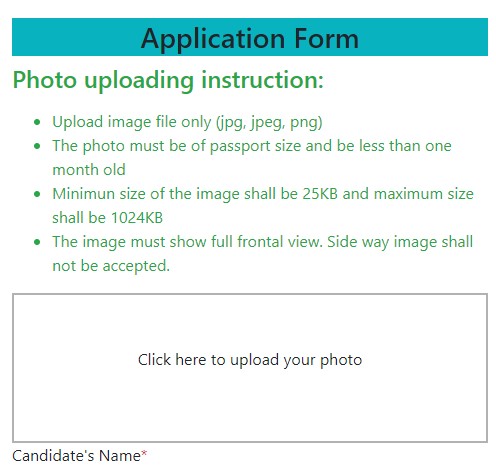 Application Form
Photo uploading instruction:
Upload image file only (jpg, jpeg, png)
The photo must be of passport size and be less than one
month old
Minimun size of the image shall be 25KB and maximum size
shall be 1024KB
The image must show full frontal view. Side way image shall
not be accepted.
Click here to upload your photo
Candidate's Name*